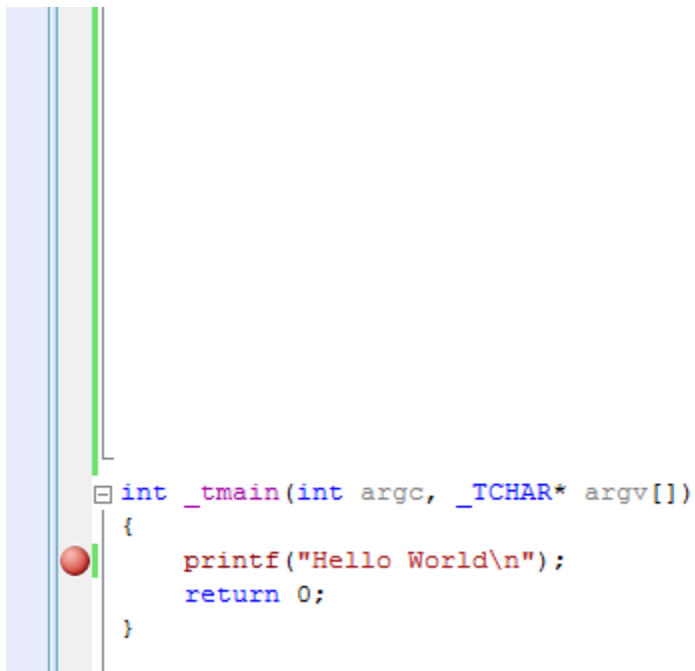 int _tmain(int argc, _TCHAR* argv[])
{
printf("Hello World\n");
return 0;
}